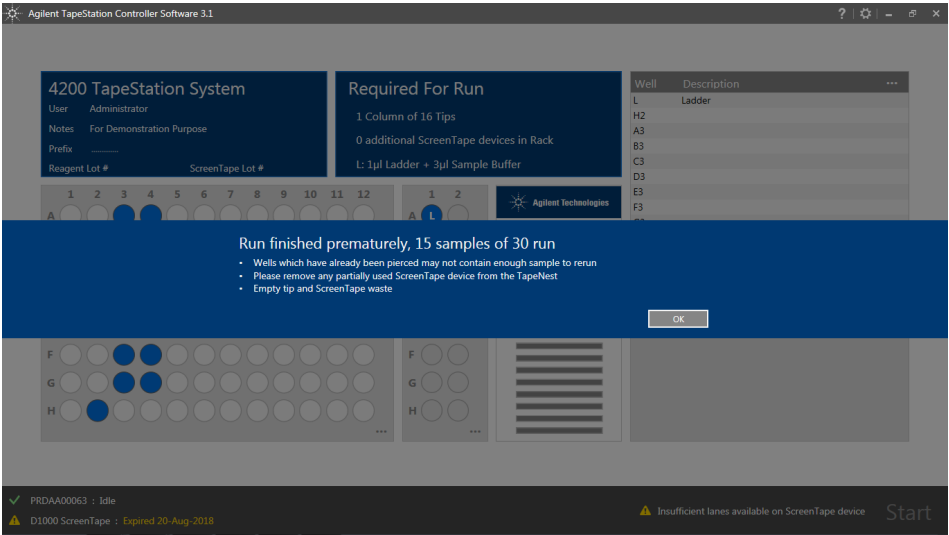 Agilent TapeStation Controller Software 3.1
?
4200 TapeStation System
User Administrator
Notes For Demonstration Purpose
Prefix ............
Reagent Lot # ScreenTape Lot #
Required For Run
1 Column of 16 Tips
0 additional ScreenTape devices in Rack
L: 1µl Ladder + 3µl Sample Buffer
Well Description ...
L Ladder
H2
A3
B3
C3
D3
E3
F3
1 2 3 4 5 6 7 8 9 10 11 12
A
1 2
A L
Agilent Technologies
Run finished prematurely, 15 samples of 30 run
• Wells which have already been pierced may not contain enough sample to rerun
• Please remove any partially used ScreenTape device from the TapeNest
• Empty tip and ScreenTape waste
OK
F
G
H
...
F
G
H
...
PRDAA00063 : Idle
D1000 ScreenTape : Expired 20-Aug-2018
Insufficient lanes available on ScreenTape device
Start